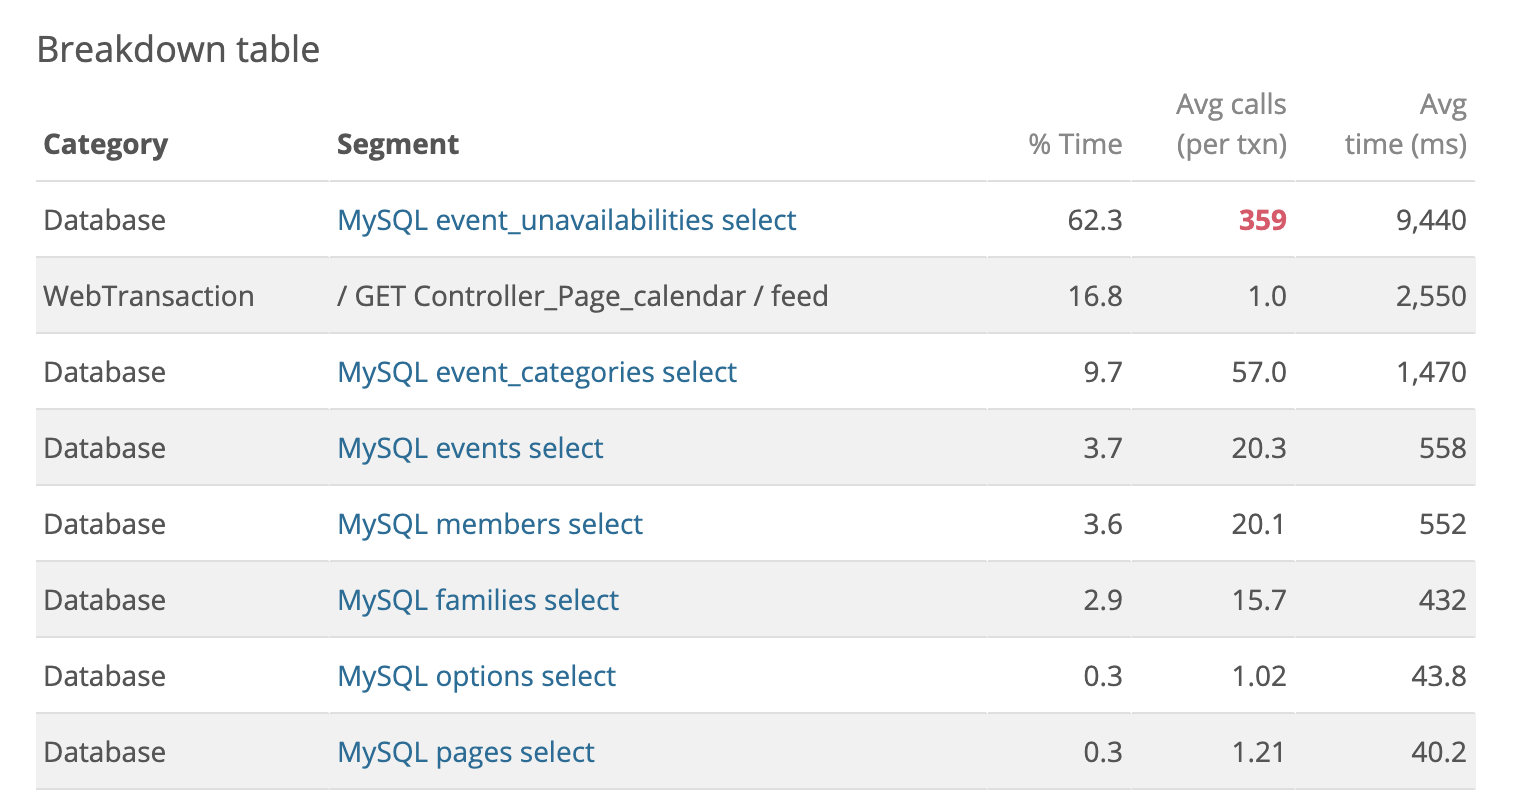 Breakdown table
Category Segment % Time Avg calls (per txn) Avg time (ms)
Database MySQL event_unavailabilities select 62.3 359 9,440
WebTransaction / GET Controller_Page_calendar / feed 16.8 1.0 2,550
Database MySQL event_categories select 9.7 57.0 1,470
Database MySQL events select 3.7 20.3 558
Database MySQL members select 3.6 20.1 552
Database MySQL families select 2.9 15.7 432
Database MySQL options select 0.3 1.02 43.8
Database MySQL pages select 0.3 1.21 40.2